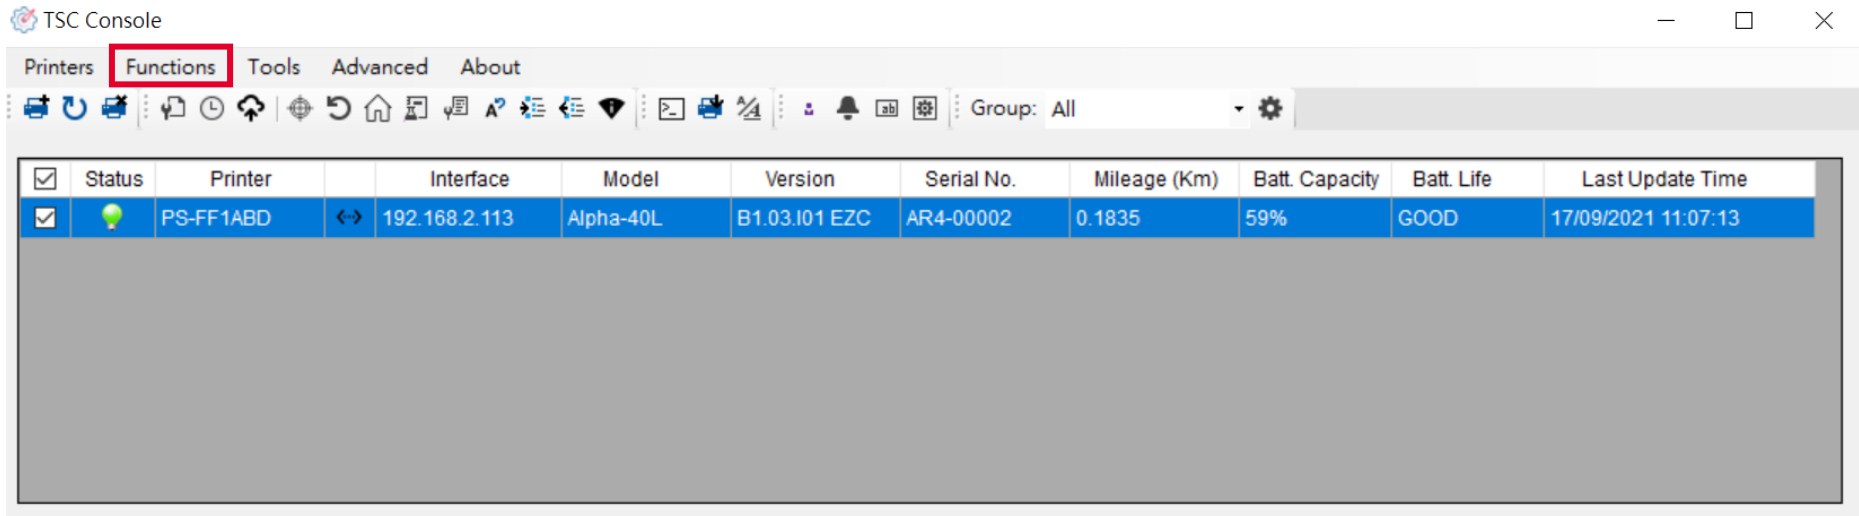 TSC Console
Printers Functions Tools Advanced About
Group: All
Status Printer Interface Model Version Serial No. Mileage (Km) Batt. Capacity Batt. Life Last Update Time
PS-FF1ABD 192.168.2.113 Alpha-40L B1.03.I01 EZC AR4-00002 0.1835 59% GOOD 17/09/2021 11:07:13